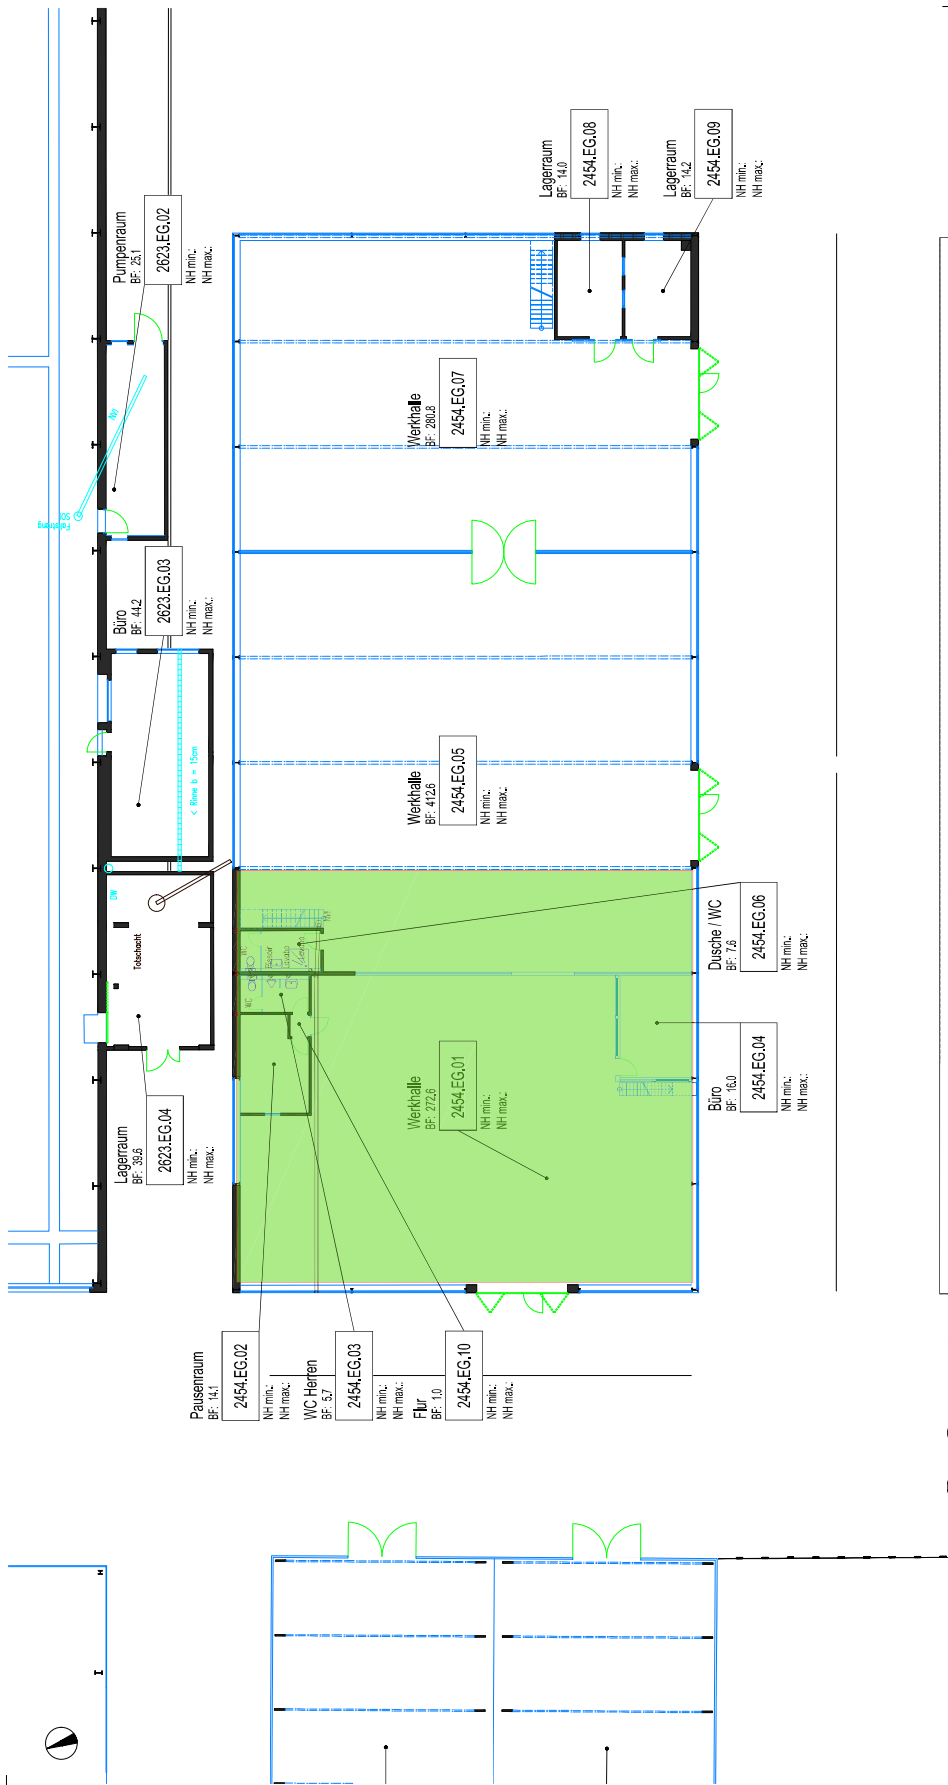 Lagerraum
BF: 14.0
2454.EG.08
NH min.:
NH max.:
Lagerraum
BF: 14.2
2454.EG.09
NH min.:
NH max.:
Pumpenraum
BF: 25.1
2623.EG.02
NH min.:
NH max.:
Werkhalle
BF: 280.8
2454.EG.07
NH min.:
NH max.:
Fallstrang
Büro
BF: 44.2
2623.EG.03
NH min.:
NH max.:
< Rinne b = 15cm
Werkhalle
BF: 412.6
2454.EG.05
NH min.:
NH max.:
DW
Totschacht
WC
Lavabo
WC
Dusche / WC
BF: 7.6
2454.EG.06
NH min.:
NH max.:
Lagerraum
BF: 39.6
2623.EG.04
NH min.:
NH max.:
Werkhalle
BF: 272.6
2454.EG.01
NH min.:
NH max.:
Büro
BF: 16.0
2454.EG.04
NH min.:
NH max.:
Pausenraum
BF: 14.1
2454.EG.02
NH min.:
NH max.:
WC Herren
BF: 5.7
2454.EG.03
NH min.:
NH max.:
Flur
BF: 1.0
2454.EG.10
NH min.:
NH max.: